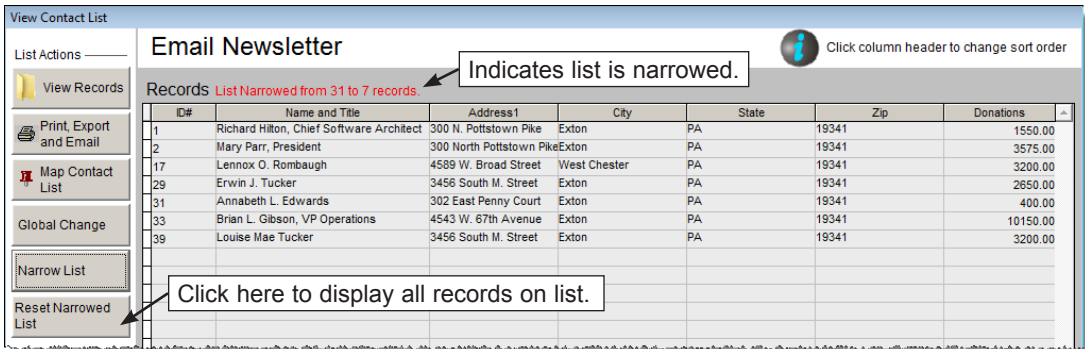 View Contact List
List Actions
Email Newsletter
Click column header to change sort order
Indicates list is narrowed.
View Records
Records List Narrowed from 31 to 7 records.
ID# Name and Title Address1 City State Zip Donations
1 Richard Hilton, Chief Software Architect 300 N. Pottstown Pike Exton PA 19341 1550.00
2 Mary Parr, President 300 North Pottstown Pike Exton PA 19341 3575.00
17 Lennox O. Rombaugh 4589 W. Broad Street West Chester PA 19341 3200.00
29 Erwin J. Tucker 3456 South M. Street Exton PA 19341 2650.00
31 Annabeth L. Edwards 302 East Penny Court Exton PA 19341 400.00
33 Brian L. Gibson, VP Operations 4543 W. 67th Avenue Exton PA 19341 10150.00
39 Louise Mae Tucker 3456 South M. Street Exton PA 19341 3200.00
Print, Export
and Email
Map Contact
List
Global Change
Narrow List
Reset Narrowed
List
Click here to display all records on list.